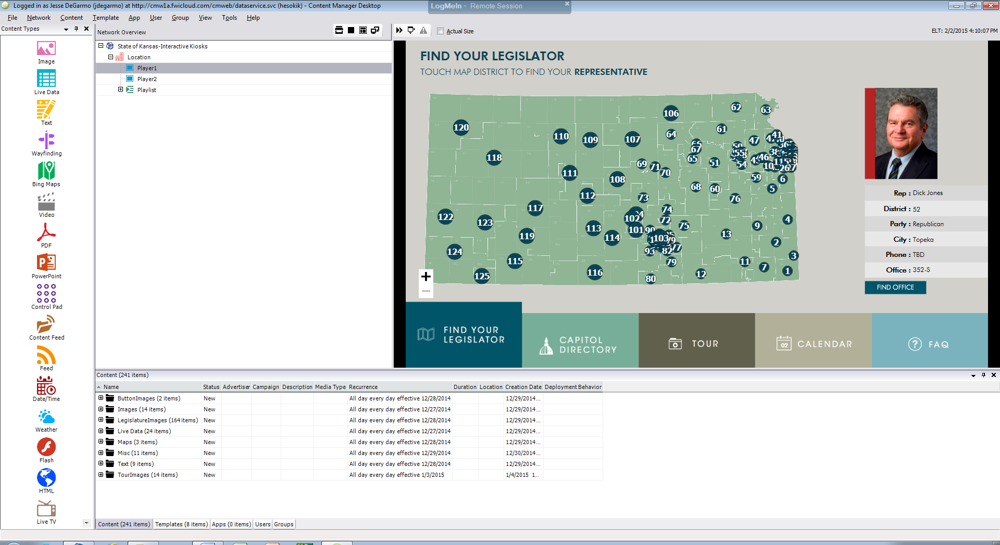 Logged in as Jesse DeGarmo (jdegarmo) at http://cmw1a.fwicloud.com/cmweb/dataservice.svc (hesokik) - Content Manager Desktop
LogMeIn - Remote Session
File Network Content Template App User Group View Tools Help
Content Types
Image
Live Data
Text
Wayfinding
Bing Maps
Video
PDF
PowerPoint
Control Pad
Content Feed
Feed
Date/Time
Weather
Flash
HTML
Live TV
Network Overview
State of Kansas-Interactive Kiosks
Location
Player1
Player2
Playlist
Actual Size
ELT: 2/2/2015 4:10:07 PM
FIND YOUR LEGISLATOR
TOUCH MAP DISTRICT TO FIND YOUR REPRESENTATIVE
62 63
106
120 61
110 109 107 64 47 41
118 67
65 51 46
69 71 70 54
111 108 59 6
68 60 5
112 73 76
117 74
122 123 102 72 75 4
113 101 90 9
119 114 103 13 2
124 93 82 77 3
115 79 11 7 1
125 116 80 12
+
Rep : Dick Jones
District : 52
Party : Republican
City : Topeka
Phone : TBD
Office : 352-S
FIND OFFICE
FIND YOUR
LEGISLATOR
CAPITOL
DIRECTORY
TOUR
02 CALENDAR
? FAQ
Content (241 items)
Name Status Advertiser Campaign Description Media Type Recurrence Duration Location Creation Date Deployment Behavior
ButtonImages (2 items) New All day every day effective 12/28/2014 12/29/2014...
Images (14 items) New All day every day effective 12/27/2014 12/29/2014...
LegislatureImages (164 items) New All day every day effective 12/28/2014 12/29/2014...
Live Data (24 items) New All day every day effective 12/27/2014 12/29/2014...
Maps (3 items) New All day every day effective 12/28/2014 12/29/2014...
Misc (11 items) New All day every day effective 12/29/2014 12/30/2014...
Text (9 items) New All day every day effective 12/28/2014 12/29/2014...
TourImages (14 items) New All day every day effective 1/3/2015 1/4/2015 1...
Content (241 items) Templates (8 items) Apps (0 items) Users Groups